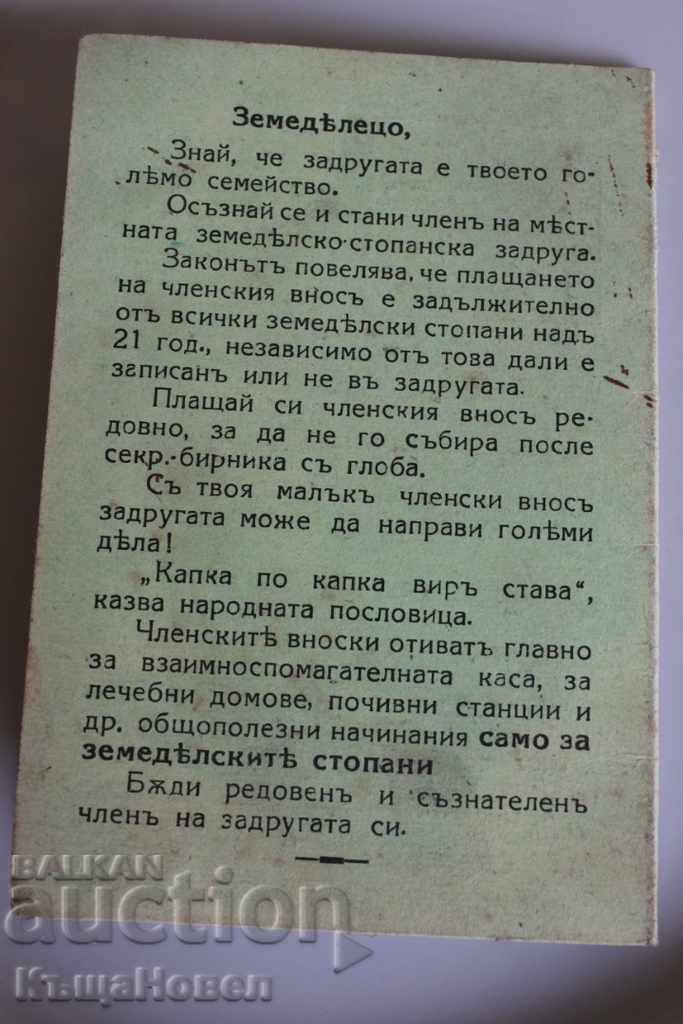 Земедѣлецо,
Знай, че задругата е твоето го-
лѣмо семейство.
Осъзнай се и стани членъ на мѣст-
ната земедѣлско-стопанска задруга.
Законътъ повелява, че плащането
на членския вносъ е задължително
отъ всички земедѣлски стопани надъ
21 год., независимо отъ това дали е
записанъ или не въ задругата.
Плащай си членския вносъ ре-
довно, за да не го събира после
секр.-бирника съ глоба.
Съ твоя малъкъ членски вносъ
задругата може да направи голѣми
дѣла!
„Капка по капка виръ става“,
казва народната пословица.
Членскитѣ вноски отиватъ главно
за взаимноспомагателната каса, за
лечебни домове, почивни станции и
др. общополезни начинания само за
земедѣлскитѣ стопани
Бѫди редовенъ и съзнателенъ
членъ на задругата си.
BALKAN
auction
КъщаНовел